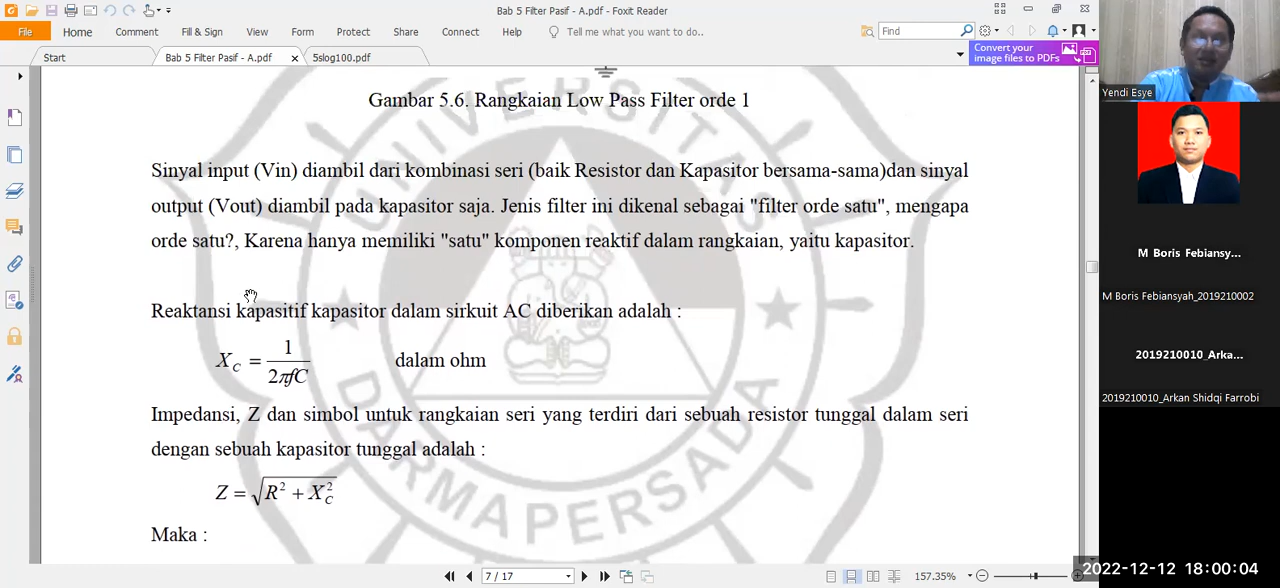 Bab 5 Filter Pasif - A.pdf - Foxit Reader
File Home Comment Fill & Sign View Form Protect Share Connect Help Tell me what you want to do.. Find
Start Bab 5 Filter Pasif - A.pdf 5slog100.pdf
Convert your
image files to PDFs
Yendi Esye
Gambar 5.6. Rangkaian Low Pass Filter orde 1
Sinyal input (Vin) diambil dari kombinasi seri (baik Resistor dan Kapasitor bersama-sama)dan sinyal
output (Vout) diambil pada kapasitor saja. Jenis filter ini dikenal sebagai "filter orde satu", mengapa
orde satu?, Karena hanya memiliki "satu" komponen reaktif dalam rangkaian, yaitu kapasitor.
Reaktansi kapasitif kapasitor dalam sirkuit AC diberikan adalah :
X_C = 1 / 2πfC dalam ohm
Impedansi, Z dan simbol untuk rangkaian seri yang terdiri dari sebuah resistor tunggal dalam seri
dengan sebuah kapasitor tunggal adalah :
Z = √(R² + X_C²)
Maka :
UNIVERSITAS
DARMA PERSADA
M Boris Febiansy...
M Boris Febiansyah_2019210002
2019210010_Arka...
2019210010_Arkan Shidqi Farrobi
7 / 17
157.35%
2022-12-12 18:00:04